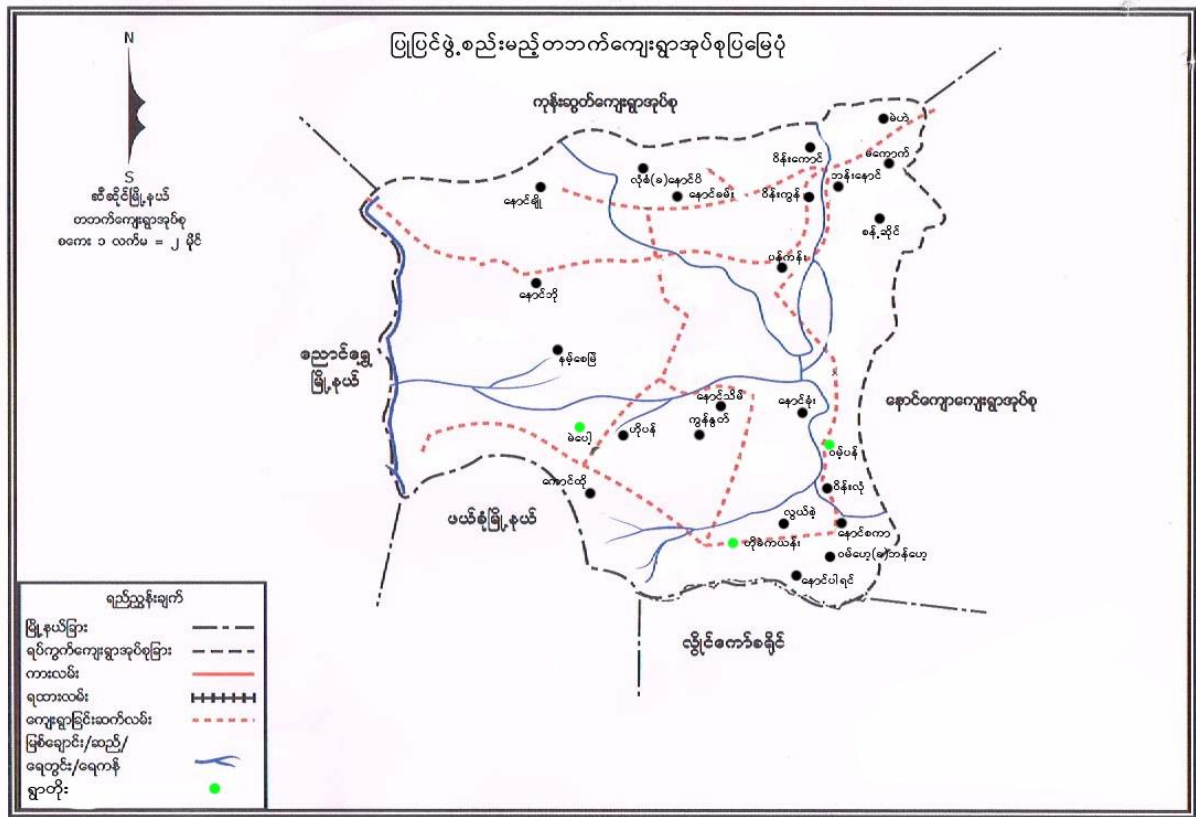 ပြုပြင်ဖွဲ့စည်းမည့်တဘက်ကျေးရွာအုပ်စုပြမြေပုံ
N
S
ဆီဆိုင်မြို့နယ်
တဘက်ကျေးရွာအုပ်စု
စကေး ၁ လက်မ = ၂ မိုင်
ကုန်းဆွတ်ကျေးရွာအုပ်စု
မဲဟဲ
ပိန်းကောင်
မကျောက်
လုံခံ(ခ)နောင်ပိ
ဘန်းနောင်
နောင်ချို
နောင်ခမ်း
ပိန်းကွန်
စန့်ဆိုင်
ပန်ကန်း
နောင်ဘို
ညောင်ရွှေ
မြို့နယ်
နမ့်စေမြဲ
နောင်ကျောကျေးရွာအုပ်စု
နောင်သိမ်
နောင်ခုံး
မဲပေါ့
ဟိုပန်
ကွန်နွတ်
ဝမ့်ပန်
ကောင်ထို
ပိန်းလုံ
ဖယ်ခုံမြို့နယ်
လွယ်စဲ့
နောင်စကာ
ဟိုခဲကယန်း
ဝမ်ဟေ့(ခ)ဘန်ဟေ့
နောင်ပါရင်
လွိုင်ကော်ခရိုင်
ရည်ညွှန်းချက်
မြို့နယ်ခြား
ရပ်ကွက်ကျေးရွာအုပ်စုခြား
ကားလမ်း
ရထားလမ်း
ကျေးရွာခြင်းဆက်လမ်း
မြစ်ချောင်း/ဆည်/
ရေတွင်း/ရေကန်
ရွာတိုး